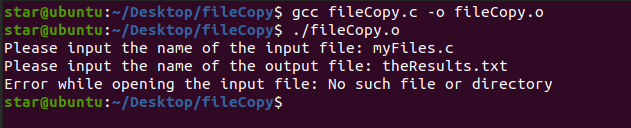 star@ubuntu:~/Desktop/fileCopy$ gcc fileCopy.c -o fileCopy.o
star@ubuntu:~/Desktop/fileCopy$ ./fileCopy.o
Please input the name of the input file: myFiles.c
Please input the name of the output file: theResults.txt
Error while opening the input file: No such file or directory
star@ubuntu:~/Desktop/fileCopy$